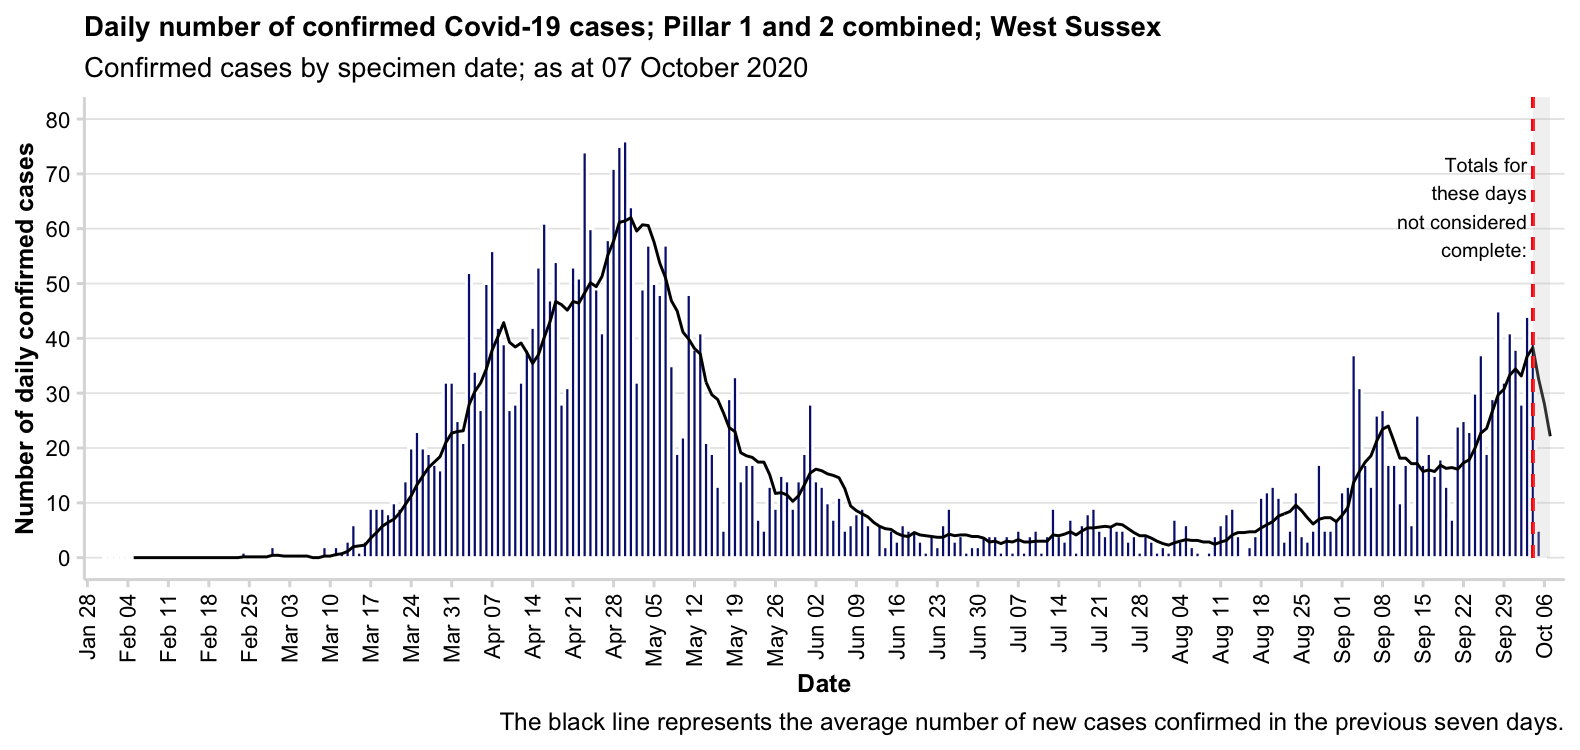 Daily number of confirmed Covid-19 cases; Pillar 1 and 2 combined; West Sussex
Confirmed cases by specimen date; as at 07 October 2020
Number of daily confirmed cases
80
70
60
50
40
30
20
10
0
Totals for
these days
not considered
complete:
Jan 28
Feb 04
Feb 11
Feb 18
Feb 25
Mar 03
Mar 10
Mar 17
Mar 24
Mar 31
Apr 07
Apr 14
Apr 21
Apr 28
May 05
May 12
May 19
May 26
Jun 02
Jun 09
Jun 16
Jun 23
Jun 30
Jul 07
Jul 14
Jul 21
Jul 28
Aug 04
Aug 11
Aug 18
Aug 25
Sep 01
Sep 08
Sep 15
Sep 22
Sep 29
Oct 06
Date
The black line represents the average number of new cases confirmed in the previous seven days.